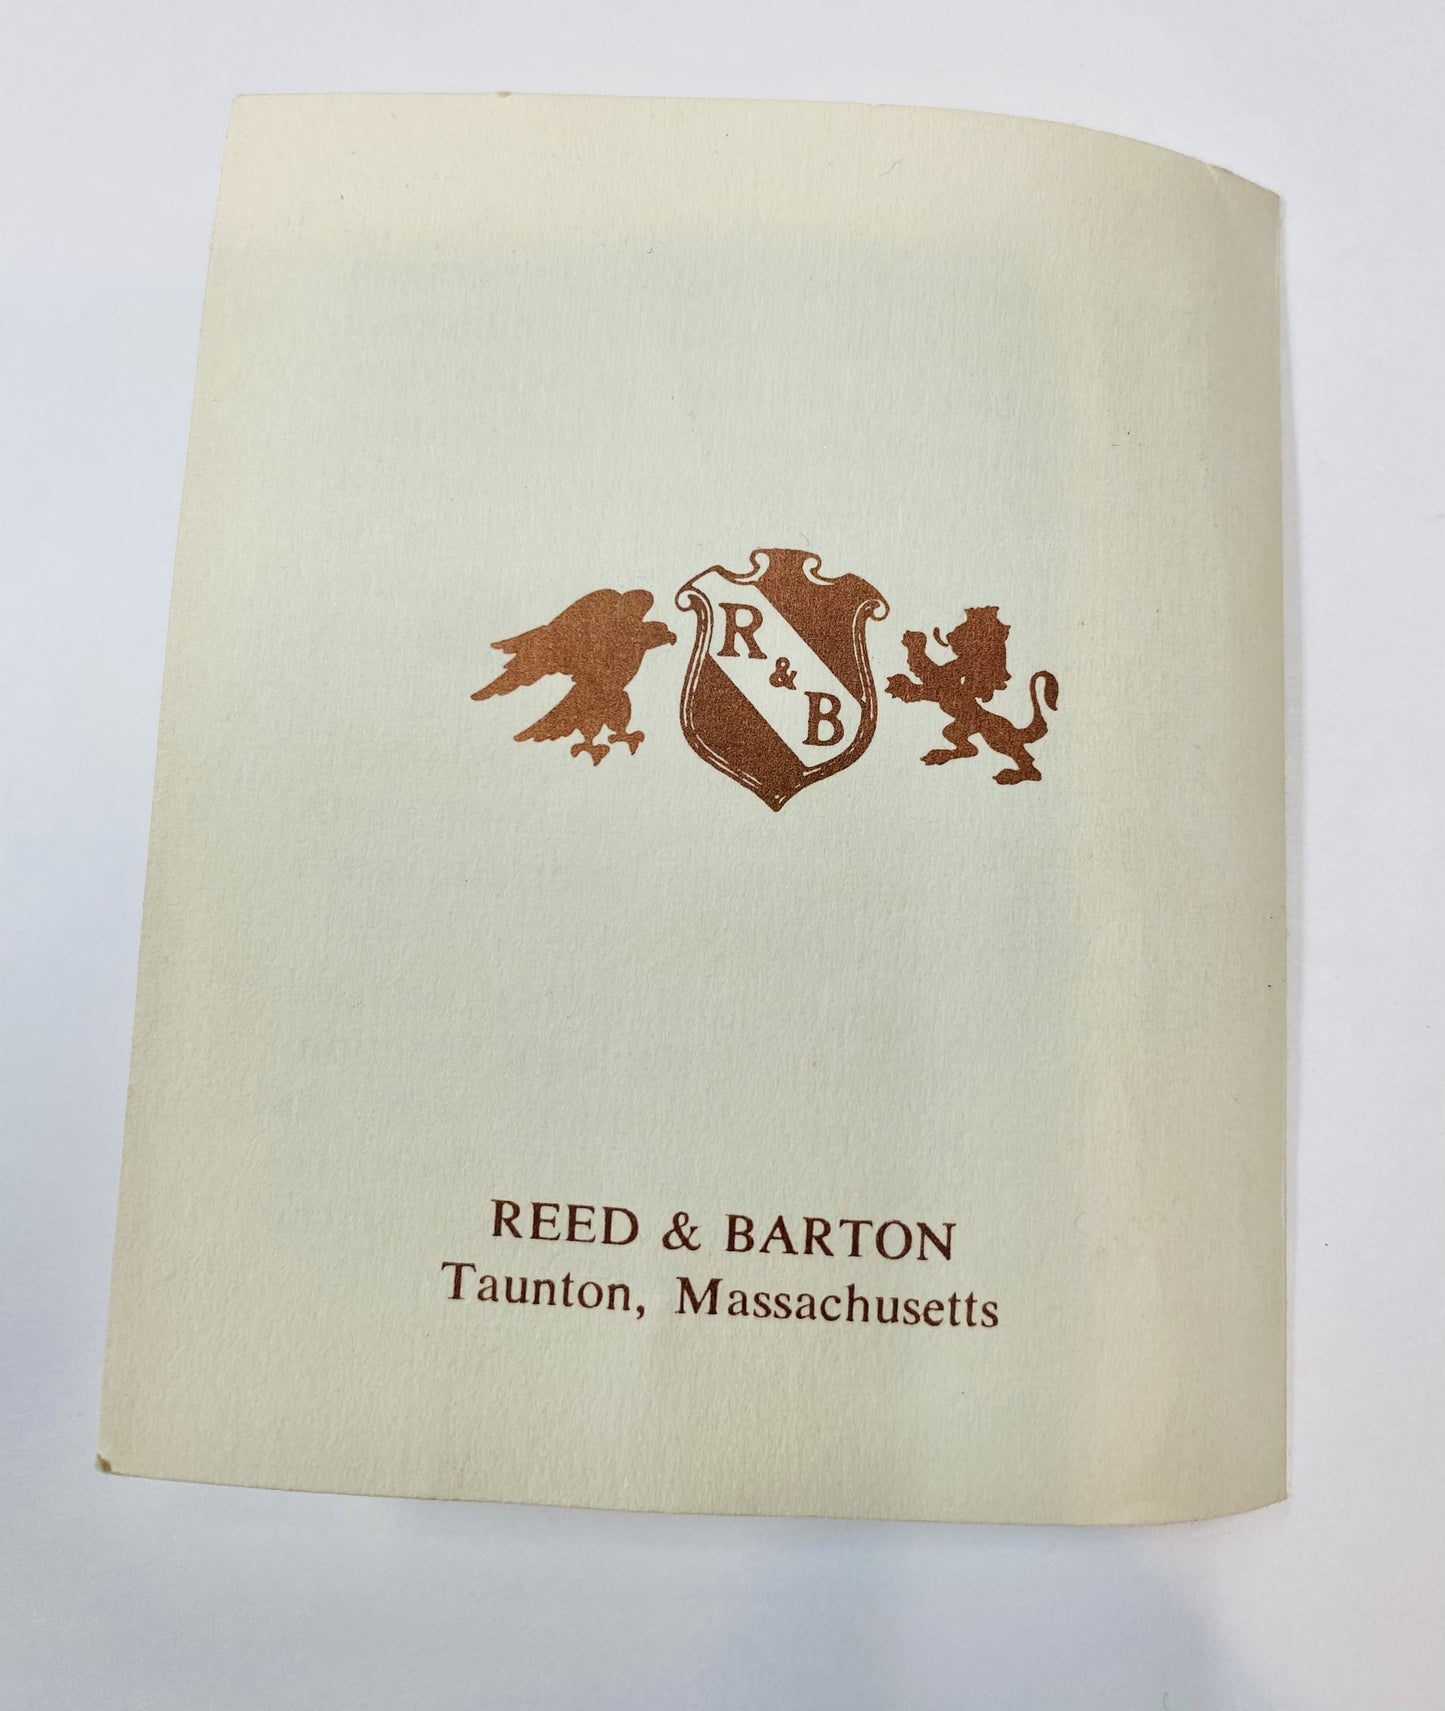 R
&
B
REED & BARTON
Taunton, Massachusetts